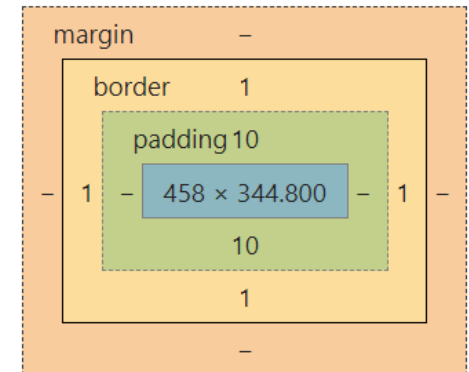 margin –
border 1
padding 10
– 1 – 458 × 344.800 – 1 –
10
1
–